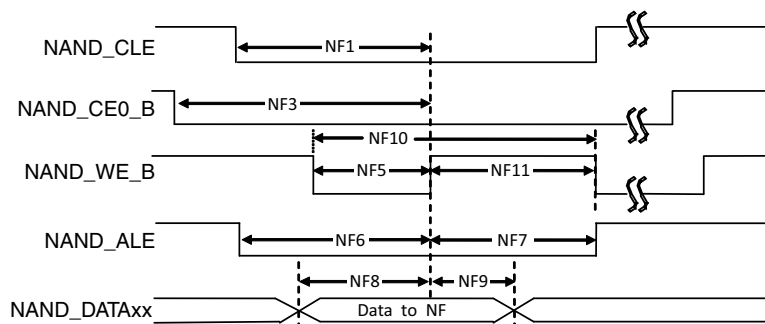 NAND_CLE
NF1
NAND_CE0_B
NF3
NF10
NAND_WE_B
NF5
NF11
NAND_ALE
NF6
NF7
NF8
NF9
NAND_DATAxx
Data to NF